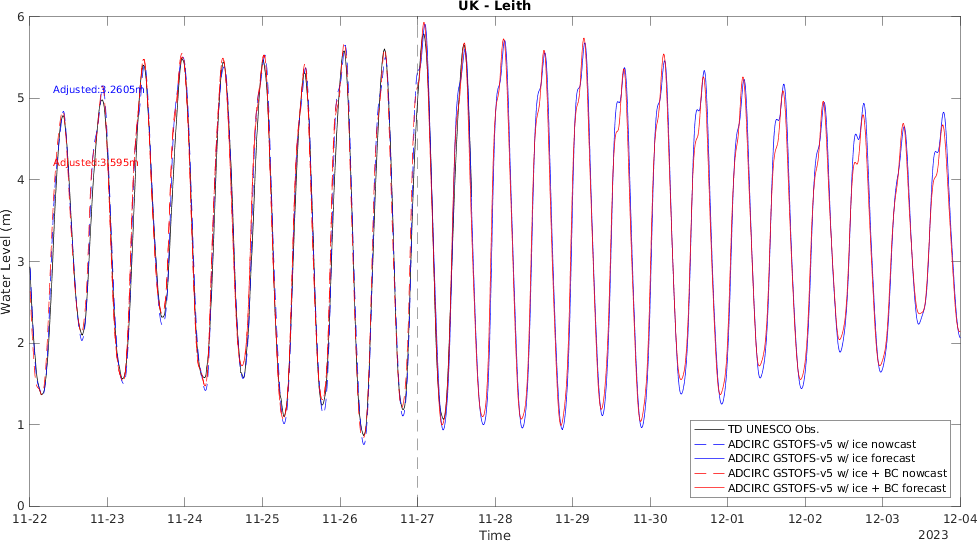 UK - Leith
6
5
4
3
2
1
0
Water Level (m)
Adjusted:3.2605m
Adjusted:3.595m
TD UNESCO Obs.
ADCIRC GSTOFS-v5 w/ ice nowcast
ADCIRC GSTOFS-v5 w/ ice forecast
ADCIRC GSTOFS-v5 w/ ice + BC nowcast
ADCIRC GSTOFS-v5 w/ ice + BC forecast
11-22 11-23 11-24 11-25 11-26 11-27 11-28 11-29 11-30 12-01 12-02 12-03 12-04
Time
2023